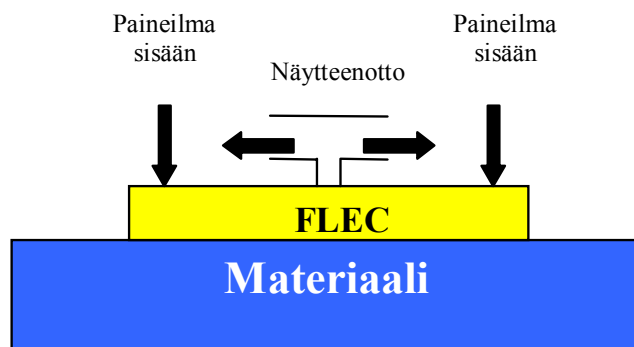 Paineilma
sisään
Näytteenotto
Paineilma
sisään
FLEC
Materiaali